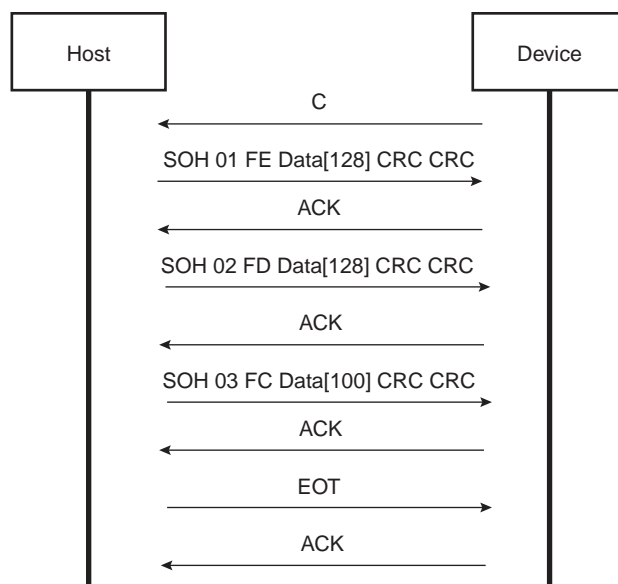 Host
Device
C
SOH 01 FE Data[128] CRC CRC
ACK
SOH 02 FD Data[128] CRC CRC
ACK
SOH 03 FC Data[100] CRC CRC
ACK
EOT
ACK